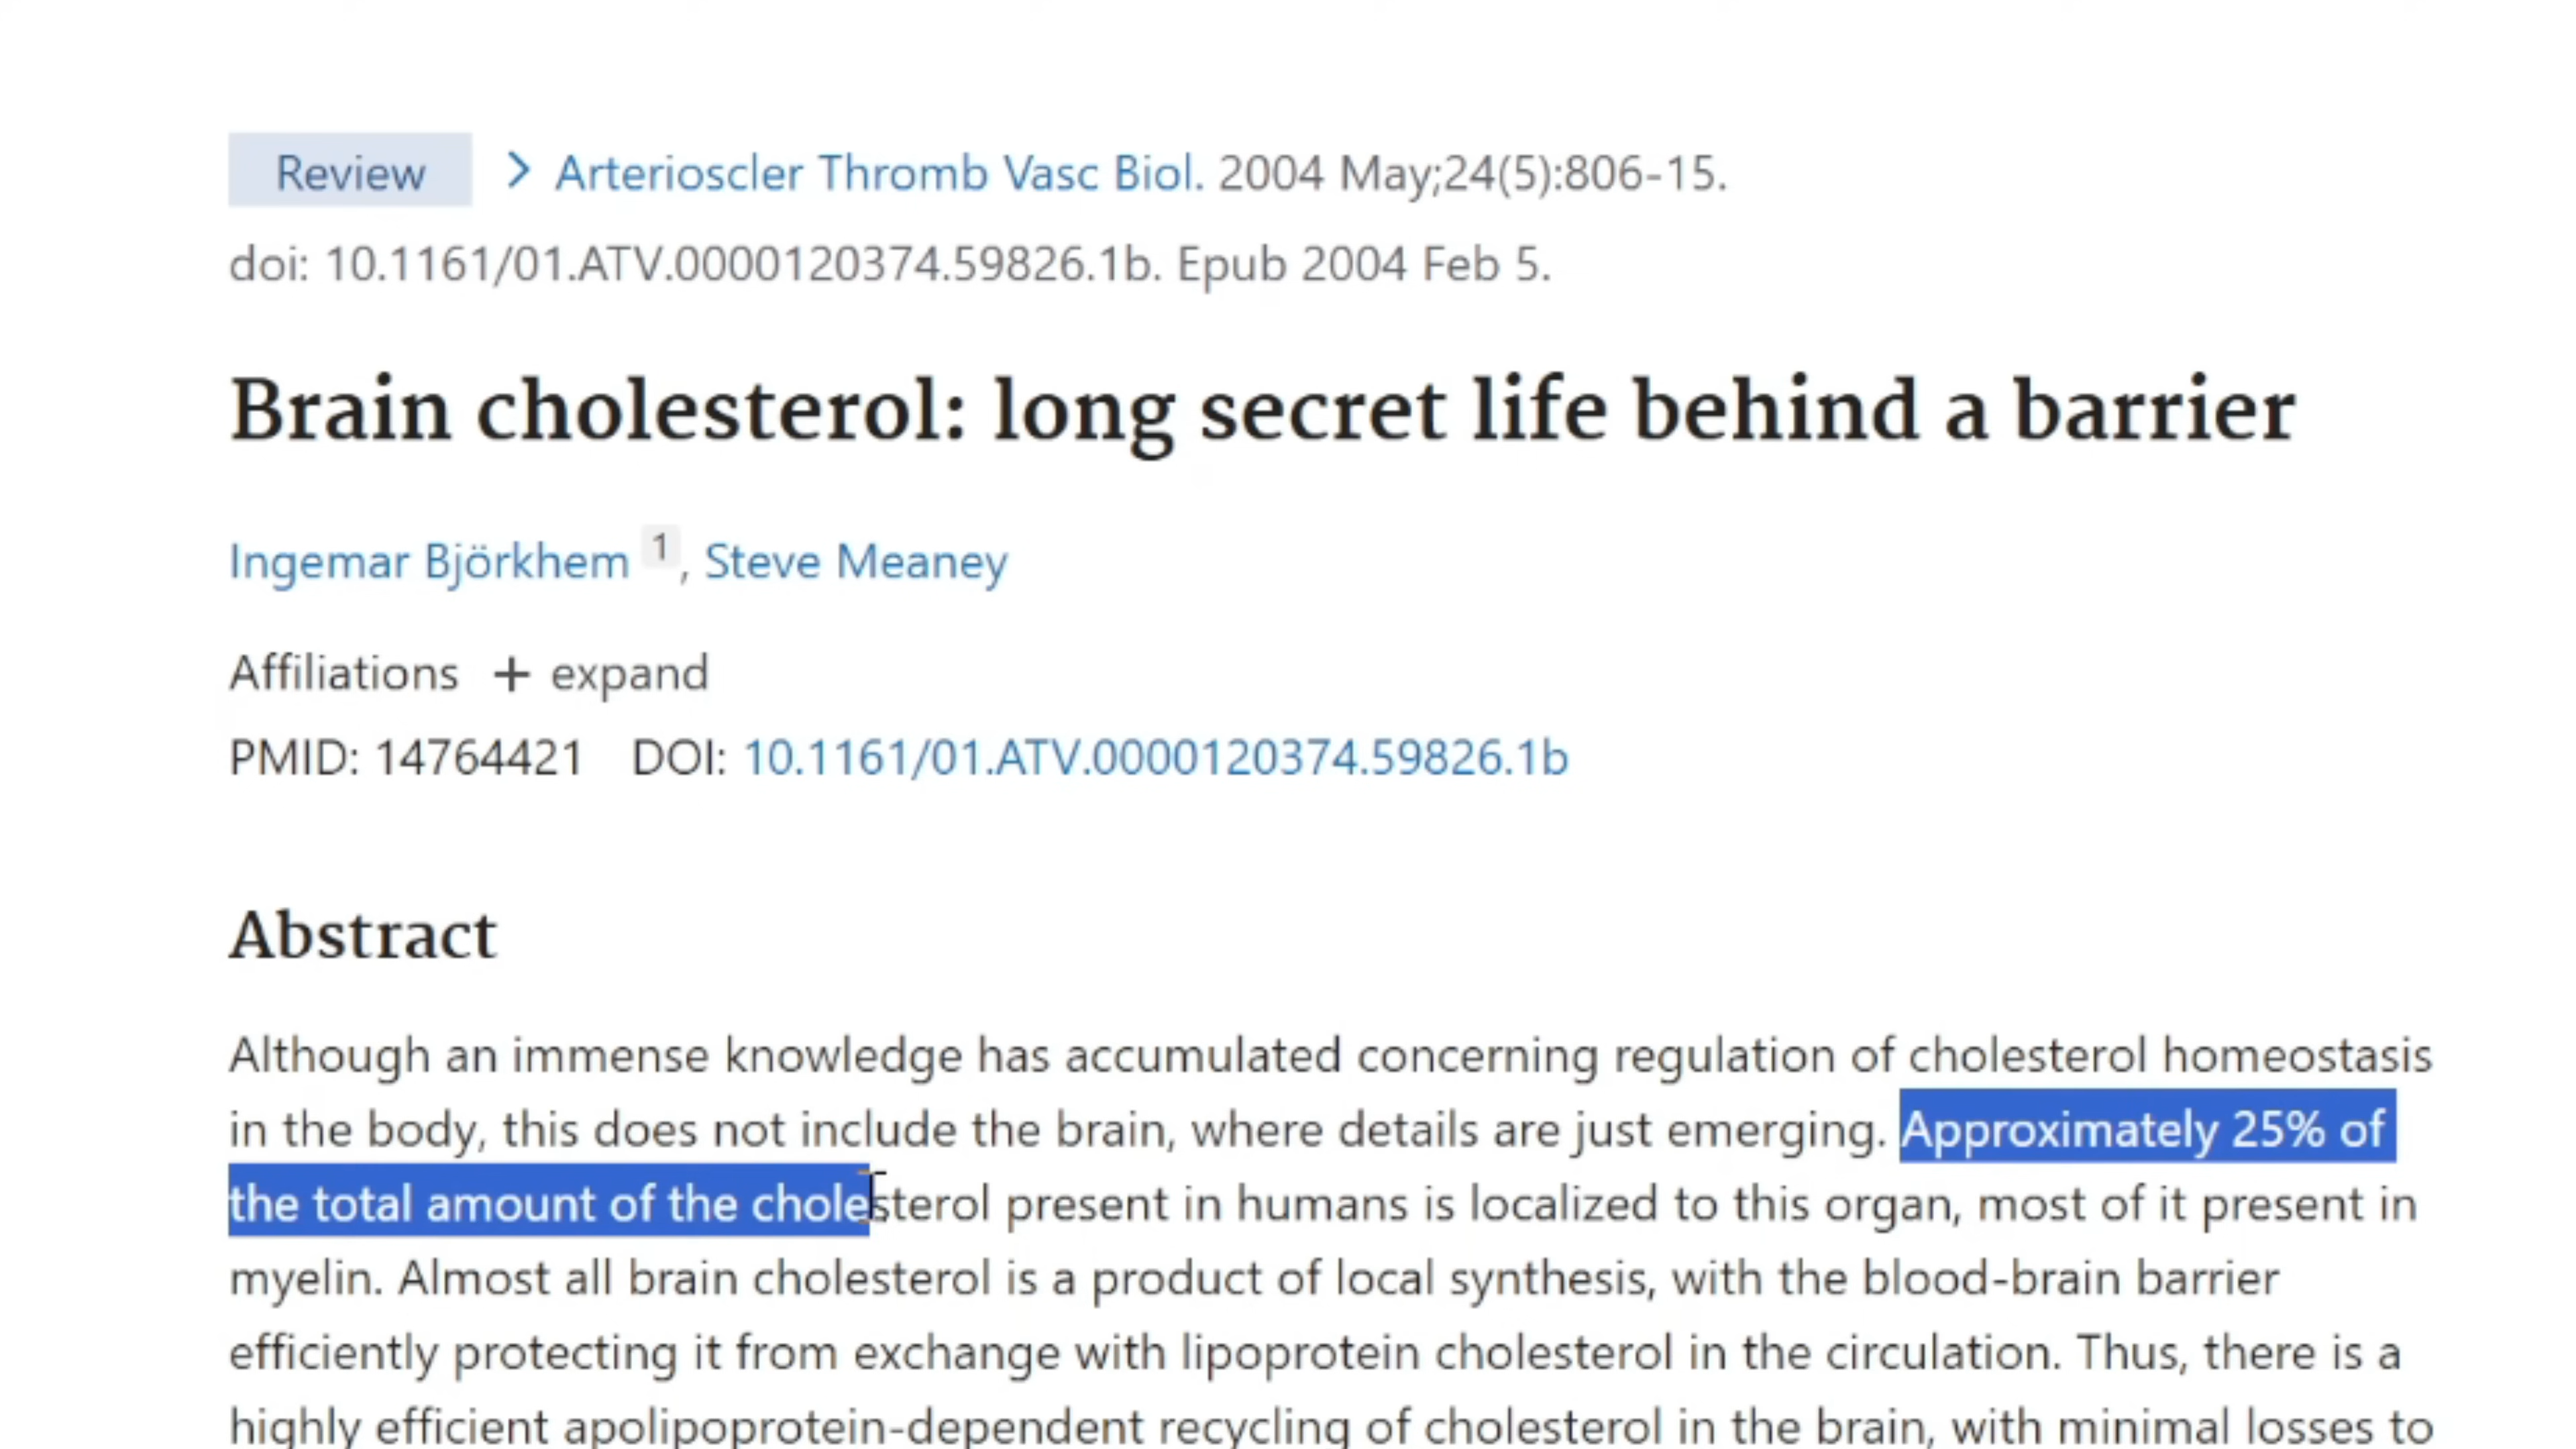 Review > Arterioscler Thromb Vasc Biol. 2004 May;24(5):806-15.
doi: 10.1161/01.ATV.0000120374.59826.1b. Epub 2004 Feb 5.
Brain cholesterol: long secret life behind a barrier
Ingemar Björkhem 1, Steve Meaney
Affiliations + expand
PMID: 14764421 DOI: 10.1161/01.ATV.0000120374.59826.1b
Abstract
Although an immense knowledge has accumulated concerning regulation of cholesterol homeostasis
in the body, this does not include the brain, where details are just emerging. Approximately 25% of
the total amount of the cholesterol present in humans is localized to this organ, most of it present in
myelin. Almost all brain cholesterol is a product of local synthesis, with the blood-brain barrier
efficiently protecting it from exchange with lipoprotein cholesterol in the circulation. Thus, there is a
highly efficient apolipoprotein-dependent recycling of cholesterol in the brain, with minimal losses to